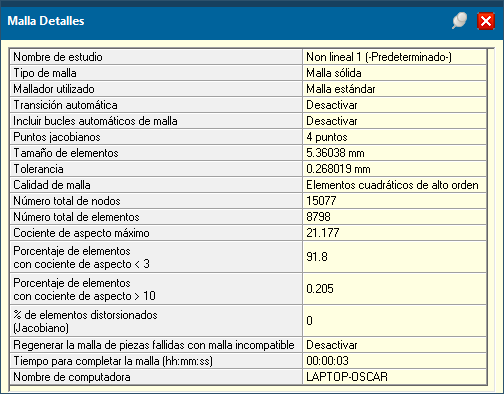 Malla Detalles
Nombre de estudio Non lineal 1 (-Predeterminado-)
Tipo de malla Malla sólida
Mallador utilizado Malla estándar
Transición automática Desactivar
Incluir bucles automáticos de malla Desactivar
Puntos jacobianos 4 puntos
Tamaño de elementos 5.36038 mm
Tolerancia 0.268019 mm
Calidad de malla Elementos cuadráticos de alto orden
Número total de nodos 15077
Número total de elementos 8798
Cociente de aspecto máximo 21.177
Porcentaje de elementos
con cociente de aspecto < 3 91.8
Porcentaje de elementos
con cociente de aspecto > 10 0.205
% de elementos distorsionados
(Jacobiano) 0
Regenerar la malla de piezas fallidas con malla incompatible Desactivar
Tiempo para completar la malla (hh:mm:ss) 00:00:03
Nombre de computadora LAPTOP-OSCAR